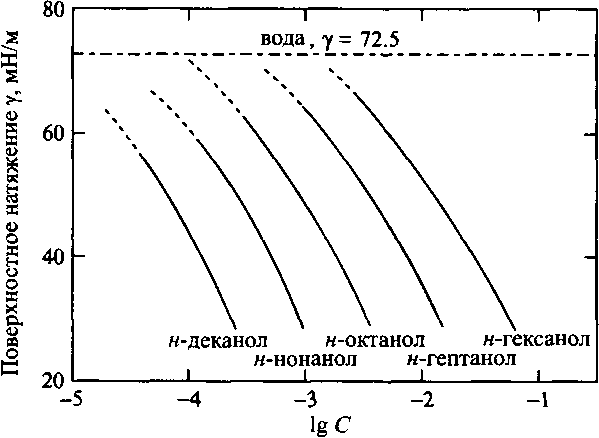 80
вода, γ = 72.5
Поверхностное натяжение γ, мН/м
60
40
н-деканол
н-октанол
н-гексанол
н-нонанол
н-гептанол
20
−5
−4
−3
−2
−1
lg C